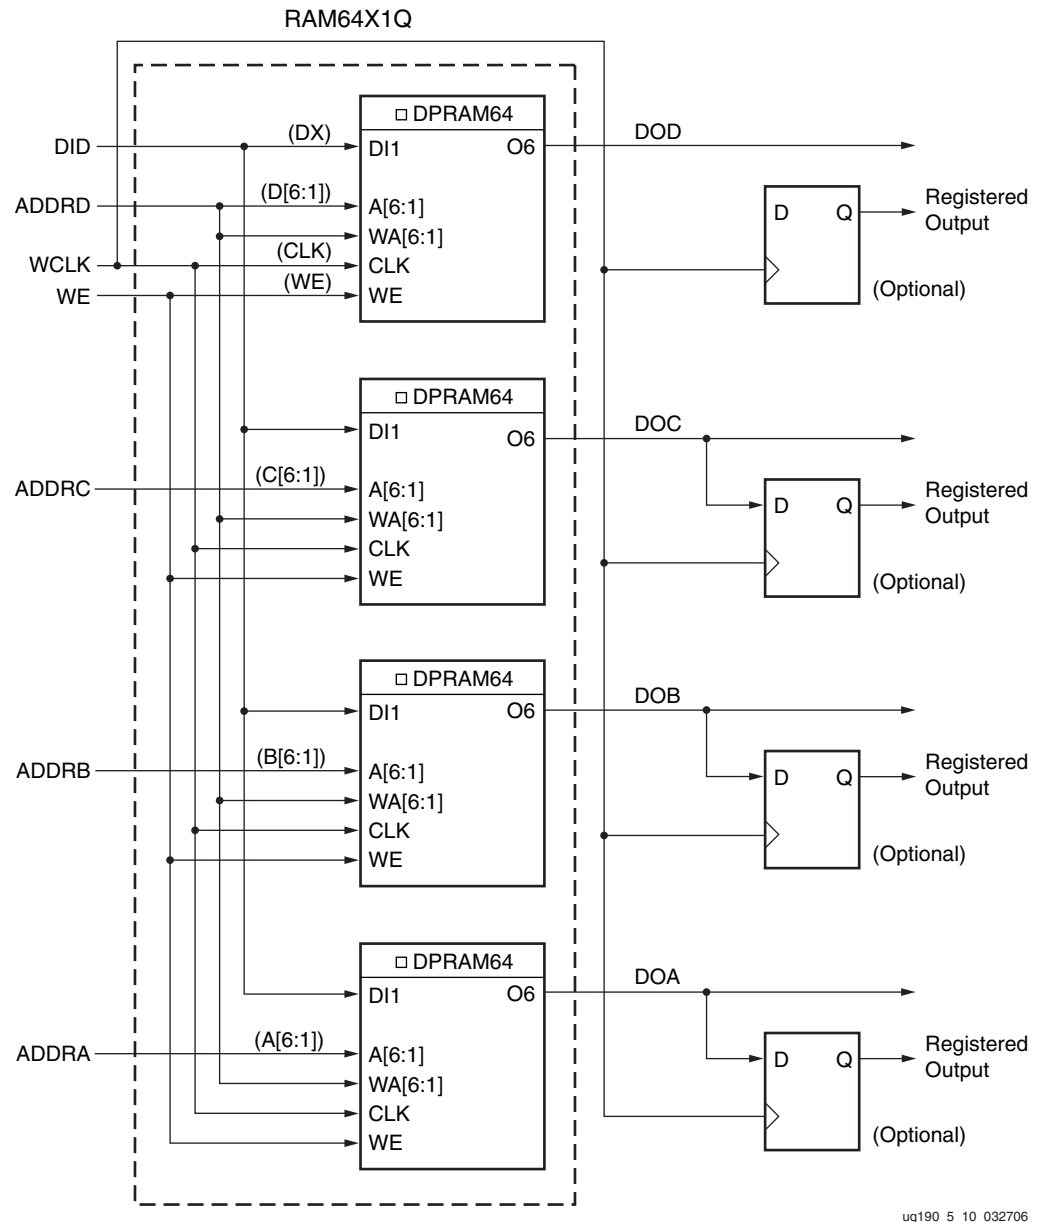 RAM64X1Q
DPRAM64
DID
(DX)
DI1
O6
DOD
ADDRD
(D[6:1])
A[6:1]
WA[6:1]
WCLK
(CLK)
CLK
WE
(WE)
WE
D Q
Registered
Output
(Optional)
DPRAM64
DI1
O6
DOC
ADDRC
(C[6:1])
A[6:1]
WA[6:1]
CLK
WE
D Q
Registered
Output
(Optional)
DPRAM64
DI1
O6
DOB
ADDRB
(B[6:1])
A[6:1]
WA[6:1]
CLK
WE
D Q
Registered
Output
(Optional)
DPRAM64
DI1
O6
DOA
ADDRA
(A[6:1])
A[6:1]
WA[6:1]
CLK
WE
D Q
Registered
Output
(Optional)
ug190_5_10_032706